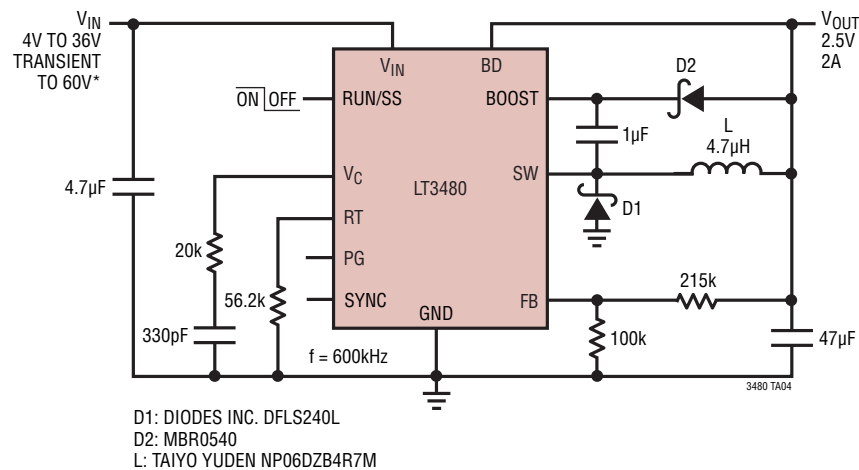 VIN
4V TO 36V
TRANSIENT
TO 60V*
VOUT
2.5V
2A
VIN
BD
D2
ON OFF
RUN/SS
BOOST
L
4.7µH
1µF
4.7µF
VC
LT3480
SW
D1
RT
20k
PG
56.2k
215k
SYNC
FB
GND
330pF
f = 600kHz
100k
47µF
3480 TA04
D1: DIODES INC. DFLS240L
D2: MBR0540
L: TAIYO YUDEN NP06DZB4R7M